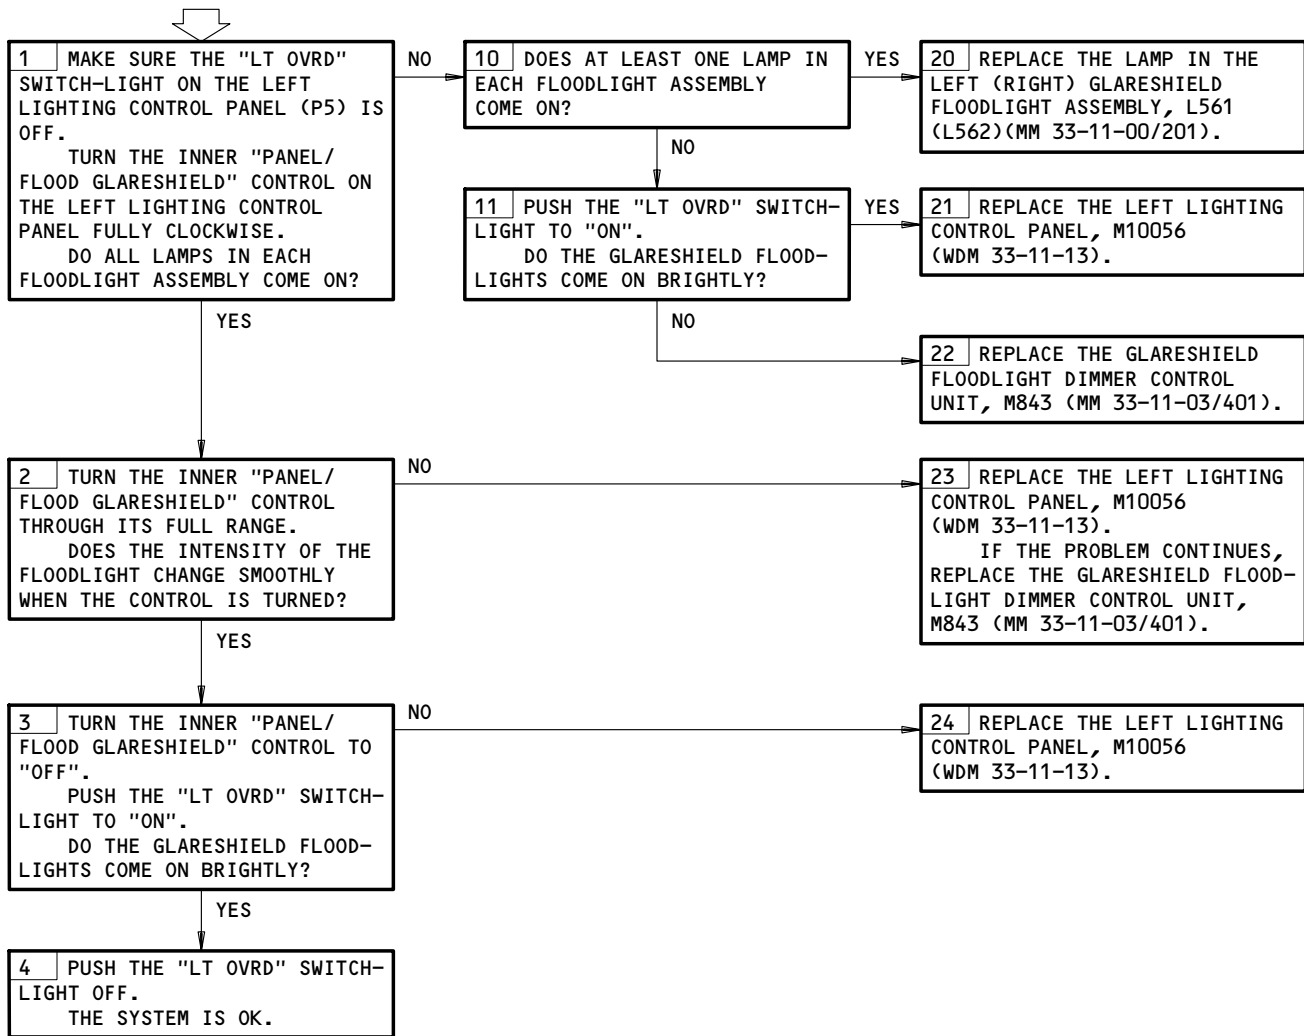 1 MAKE SURE THE "LT OVRD"
SWITCH-LIGHT ON THE LEFT
LIGHTING CONTROL PANEL (P5) IS
OFF.
TURN THE INNER "PANEL/
FLOOD GLARESHIELD" CONTROL ON
THE LEFT LIGHTING CONTROL
PANEL FULLY CLOCKWISE.
DO ALL LAMPS IN EACH
FLOODLIGHT ASSEMBLY COME ON?
NO
10 DOES AT LEAST ONE LAMP IN
EACH FLOODLIGHT ASSEMBLY
COME ON?
YES
20 REPLACE THE LAMP IN THE
LEFT (RIGHT) GLARESHIELD
FLOODLIGHT ASSEMBLY, L561
(L562)(MM 33-11-00/201).
NO
11 PUSH THE "LT OVRD" SWITCH-
LIGHT TO "ON".
DO THE GLARESHIELD FLOOD-
LIGHTS COME ON BRIGHTLY?
YES
21 REPLACE THE LEFT LIGHTING
CONTROL PANEL, M10056
(WDM 33-11-13).
YES
NO
22 REPLACE THE GLARESHIELD
FLOODLIGHT DIMMER CONTROL
UNIT, M843 (MM 33-11-03/401).
2 TURN THE INNER "PANEL/
FLOOD GLARESHIELD" CONTROL
THROUGH ITS FULL RANGE.
DOES THE INTENSITY OF THE
FLOODLIGHT CHANGE SMOOTHLY
WHEN THE CONTROL IS TURNED?
NO
23 REPLACE THE LEFT LIGHTING
CONTROL PANEL, M10056
(WDM 33-11-13).
IF THE PROBLEM CONTINUES,
REPLACE THE GLARESHIELD FLOOD-
LIGHT DIMMER CONTROL UNIT,
M843 (MM 33-11-03/401).
YES
3 TURN THE INNER "PANEL/
FLOOD GLARESHIELD" CONTROL TO
"OFF".
PUSH THE "LT OVRD" SWITCH-
LIGHT TO "ON".
DO THE GLARESHIELD FLOOD-
LIGHTS COME ON BRIGHTLY?
NO
24 REPLACE THE LEFT LIGHTING
CONTROL PANEL, M10056
(WDM 33-11-13).
YES
4 PUSH THE "LT OVRD" SWITCH-
LIGHT OFF.
THE SYSTEM IS OK.